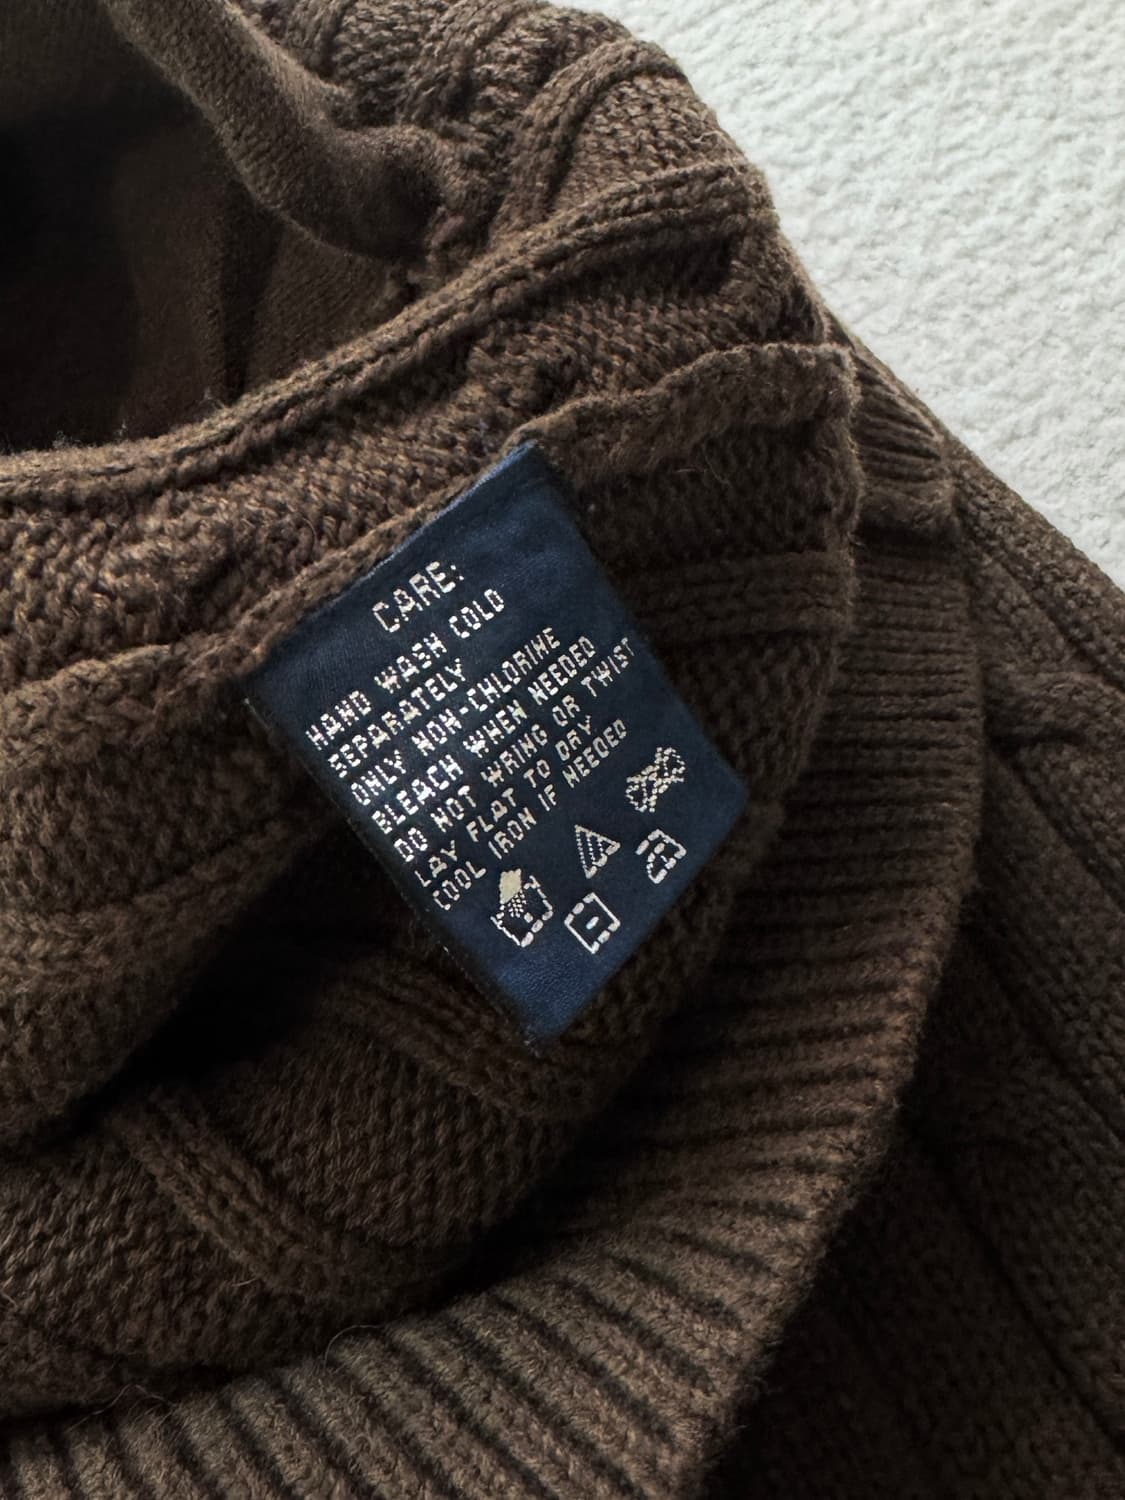 CARE:
HAND WASH COLD
SEPARATELY
ONLY NON-CHLORINE
BLEACH WHEN NEEDED
DO NOT WRING OR TWIST
LAY FLAT TO DRY
COOL IRON IF NEEDED